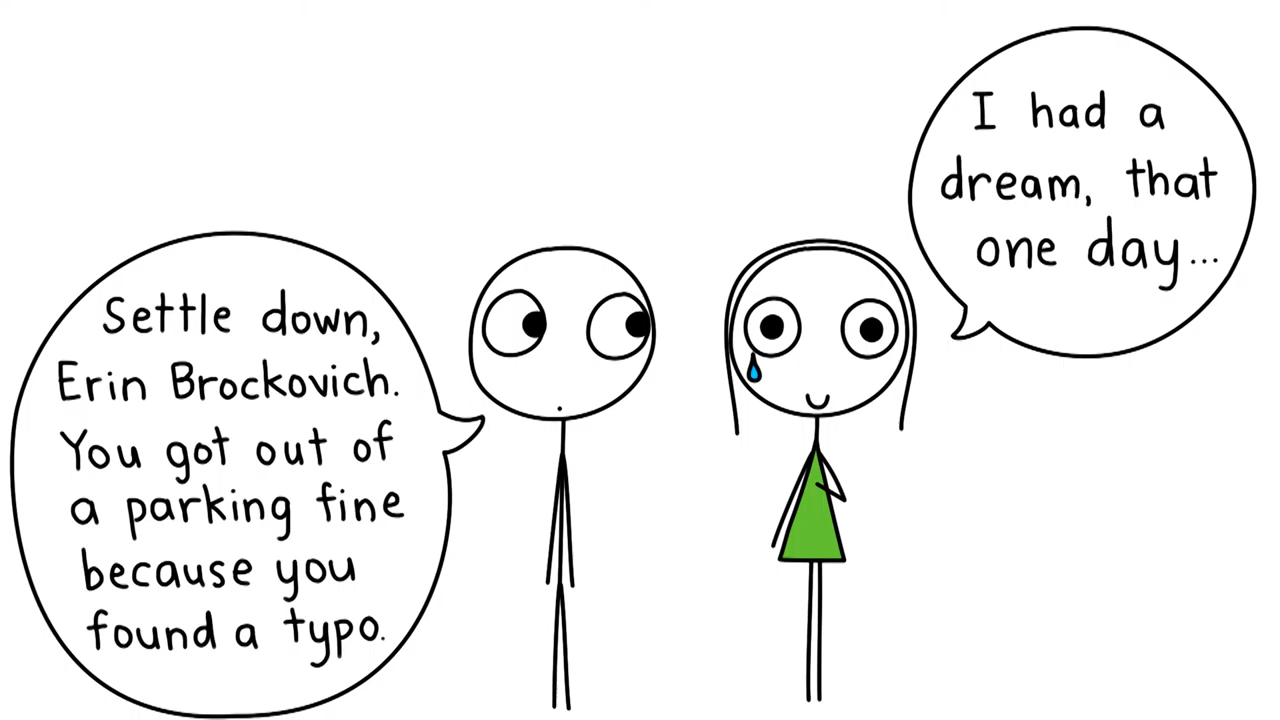 I had a
dream, that
one day...
Settle down,
Erin Brockovich.
You got out of
a parking fine
because you
found a typo.